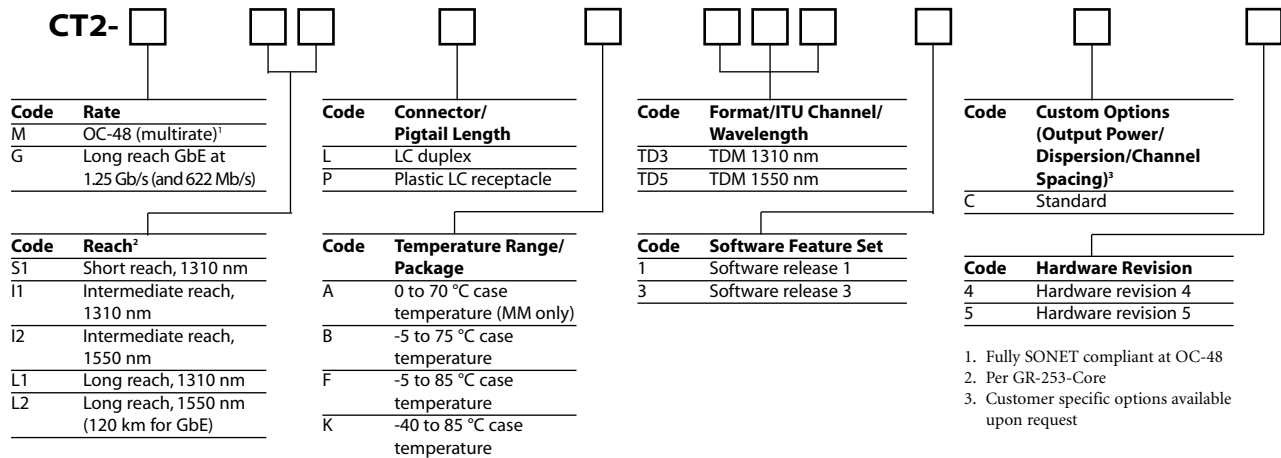 CT2-
Code Rate
M OC-48 (multirate)¹
G Long reach GbE at
1.25 Gb/s (and 622 Mb/s)
Code Reach²
S1 Short reach, 1310 nm
I1 Intermediate reach,
1310 nm
I2 Intermediate reach,
1550 nm
L1 Long reach, 1310 nm
L2 Long reach, 1550 nm
(120 km for GbE)
Code Connector/
Pigtail Length
L LC duplex
P Plastic LC receptacle
Code Temperature Range/
Package
A 0 to 70 °C case
temperature (MM only)
B -5 to 75 °C case
temperature
F -5 to 85 °C case
temperature
K -40 to 85 °C case
temperature
Code Format/ITU Channel/
Wavelength
TD3 TDM 1310 nm
TD5 TDM 1550 nm
Code Software Feature Set
1 Software release 1
3 Software release 3
Code Custom Options
(Output Power/
Dispersion/Channel
Spacing)³
C Standard
Code Hardware Revision
4 Hardware revision 4
5 Hardware revision 5
1. Fully SONET compliant at OC-48
2. Per GR-253-Core
3. Customer specific options available
upon request